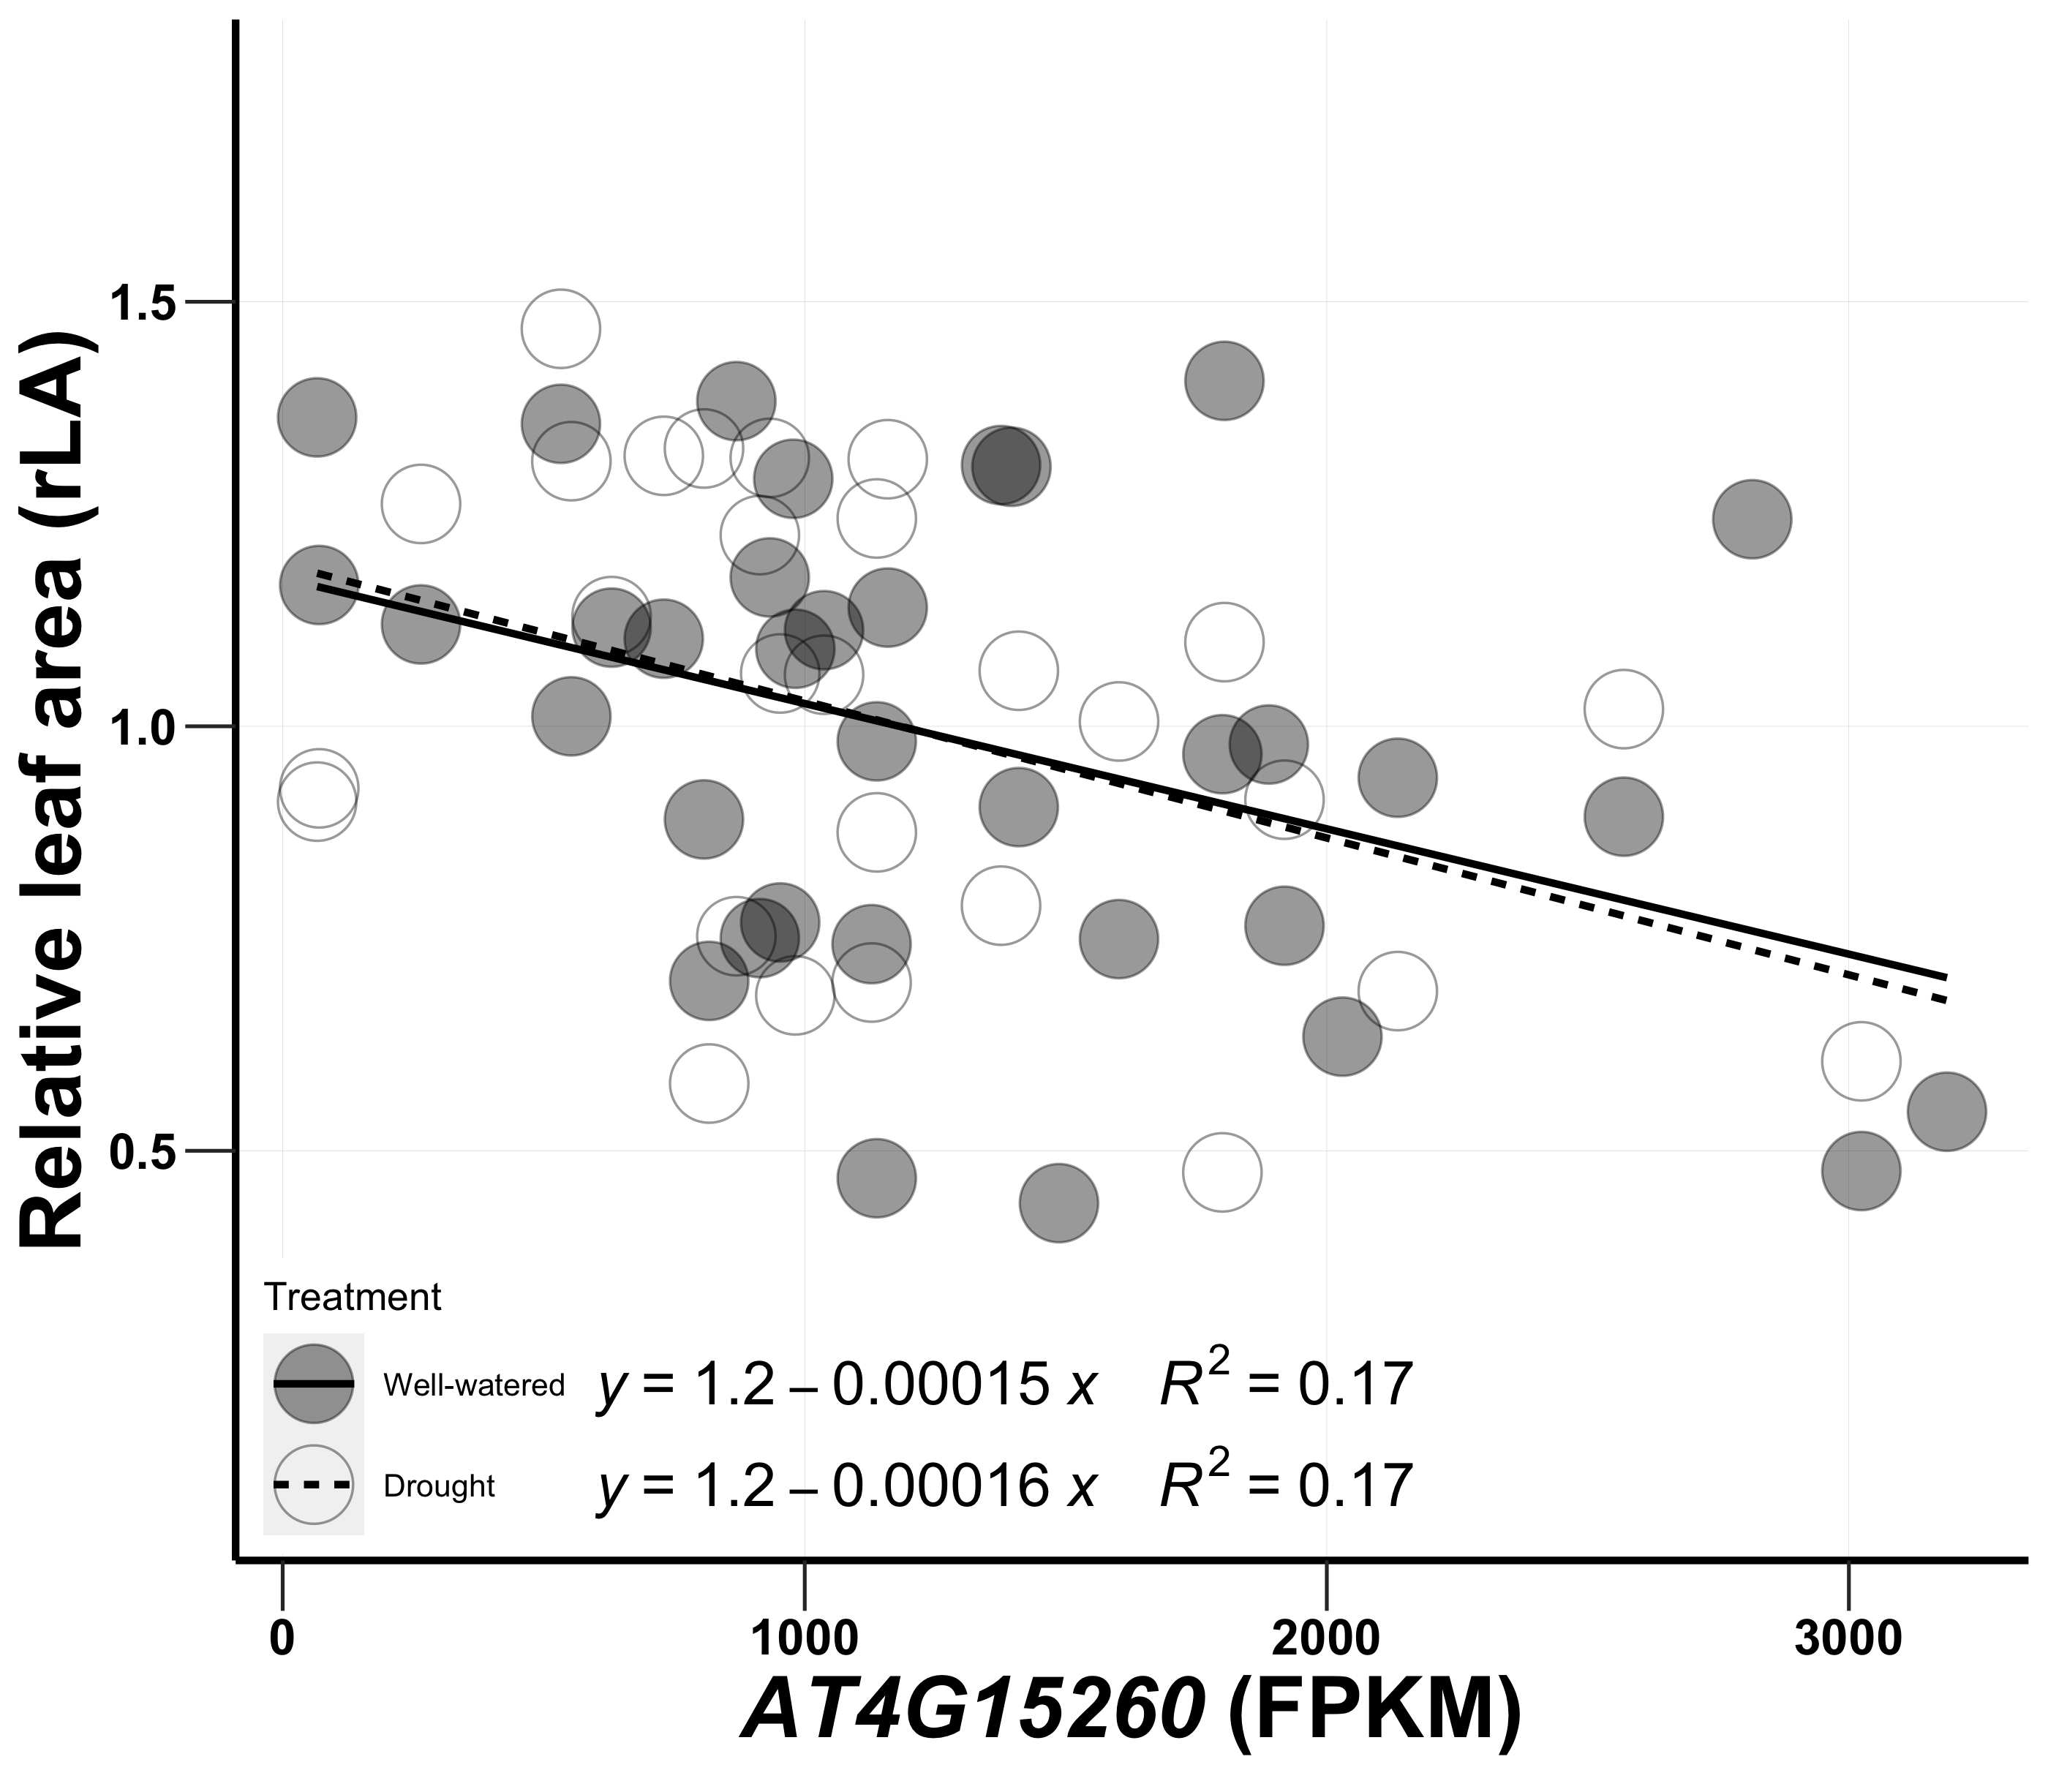 Relative leaf area (rLA)
1.5
1.0
0.5
Treatment
Well-watered y = 1.2 – 0.00015 x R² = 0.17
Drought y = 1.2 – 0.00016 x R² = 0.17
0 1000 2000 3000
AT4G15260 (FPKM)